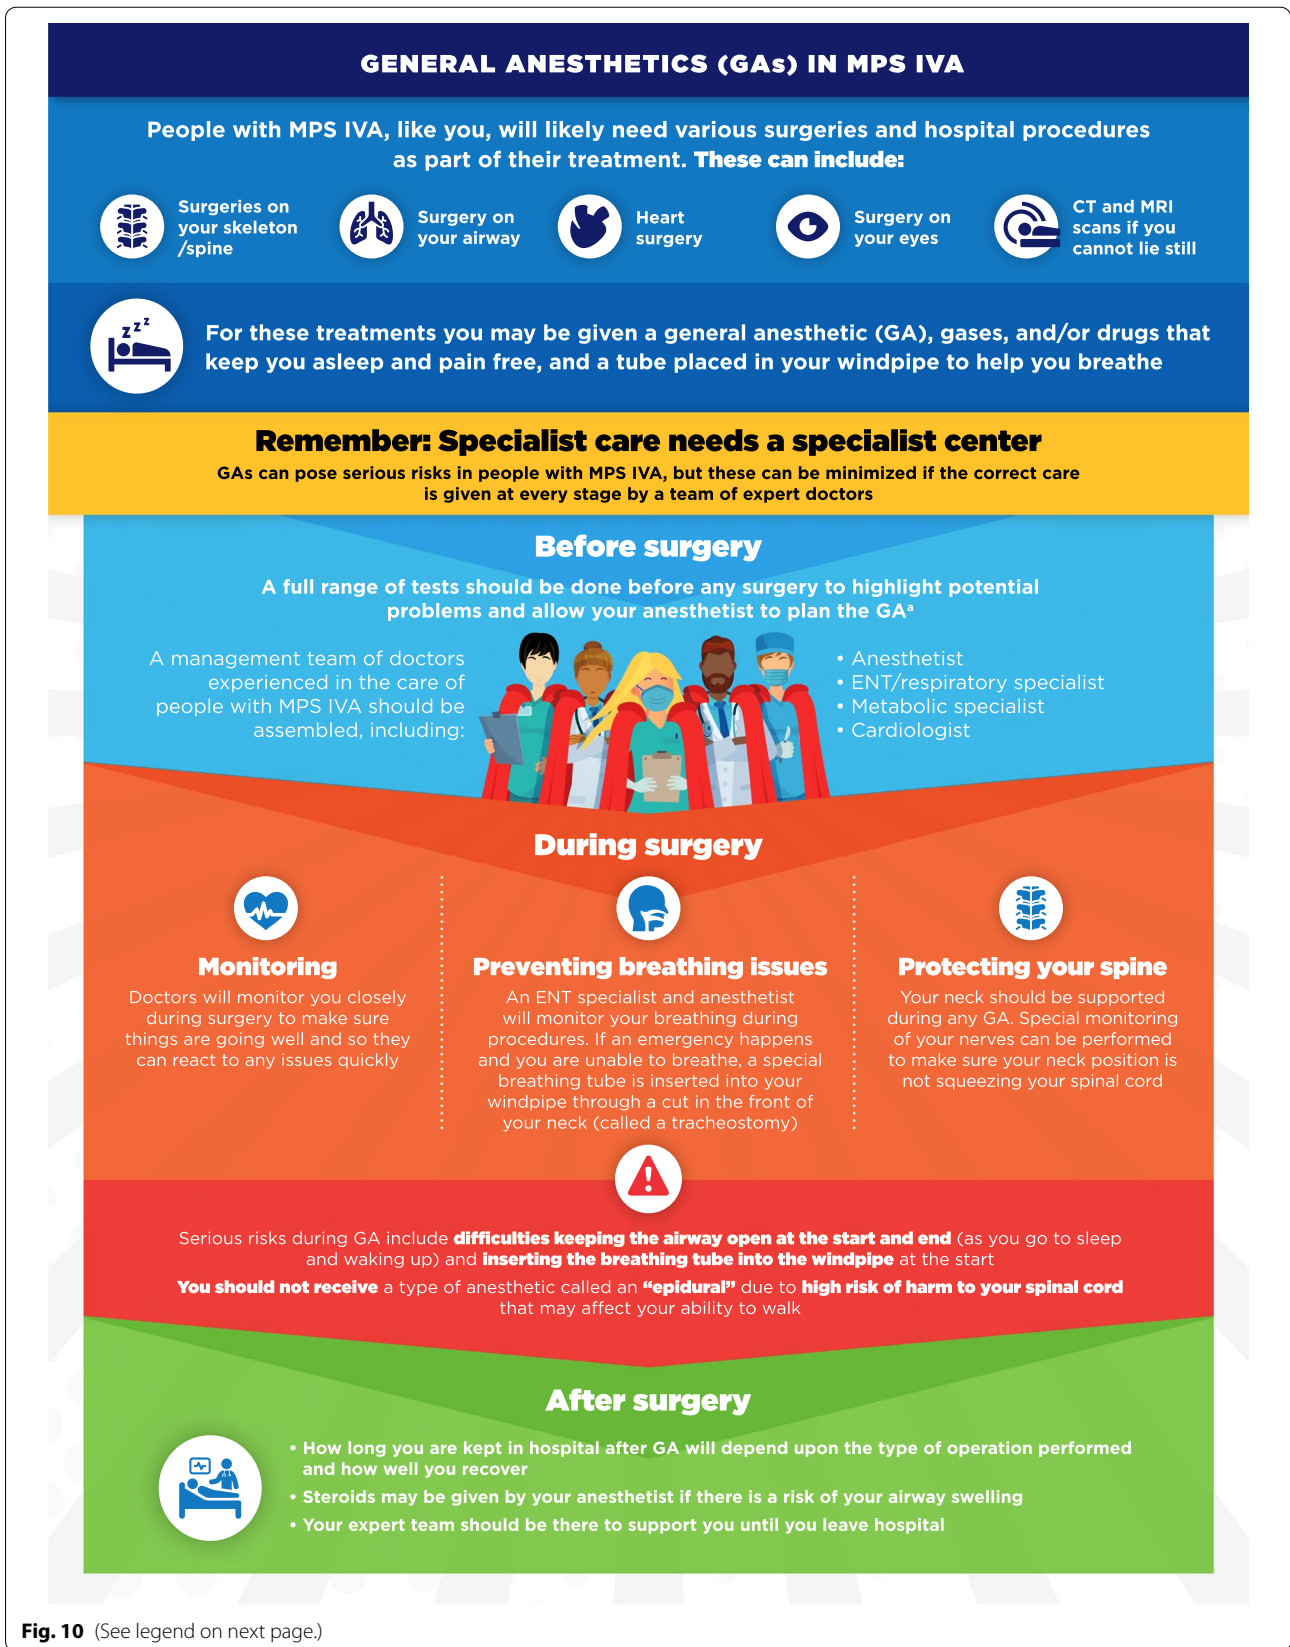 GENERAL ANESTHETICS (GAs) IN MPS IVA
People with MPS IVA, like you, will likely need various surgeries and hospital procedures
as part of their treatment. These can include:
Surgeries on
your skeleton
/spine
Surgery on
your airway
Heart
surgery
Surgery on
your eyes
CT and MRI
scans if you
cannot lie still
z z z
For these treatments you may be given a general anesthetic (GA), gases, and/or drugs that
keep you asleep and pain free, and a tube placed in your windpipe to help you breathe
Remember: Specialist care needs a specialist center
GAs can pose serious risks in people with MPS IVA, but these can be minimized if the correct care
is given at every stage by a team of expert doctors
Before surgery
A full range of tests should be done before any surgery to highlight potential
problems and allow your anesthetist to plan the GAᵃ
A management team of doctors
experienced in the care of
people with MPS IVA should be
assembled, including:
• Anesthetist
• ENT/respiratory specialist
• Metabolic specialist
• Cardiologist
During surgery
Monitoring
Doctors will monitor you closely
during surgery to make sure
things are going well and so they
can react to any issues quickly
Preventing breathing issues
An ENT specialist and anesthetist
will monitor your breathing during
procedures. If an emergency happens
and you are unable to breathe, a special
breathing tube is inserted into your
windpipe through a cut in the front of
your neck (called a tracheostomy)
Protecting your spine
Your neck should be supported
during any GA. Special monitoring
of your nerves can be performed
to make sure your neck position is
not squeezing your spinal cord
Serious risks during GA include difficulties keeping the airway open at the start and end (as you go to sleep
and waking up) and inserting the breathing tube into the windpipe at the start
You should not receive a type of anesthetic called an “epidural” due to high risk of harm to your spinal cord
that may affect your ability to walk
After surgery
• How long you are kept in hospital after GA will depend upon the type of operation performed
and how well you recover
• Steroids may be given by your anesthetist if there is a risk of your airway swelling
• Your expert team should be there to support you until you leave hospital
Fig. 10 (See legend on next page.)